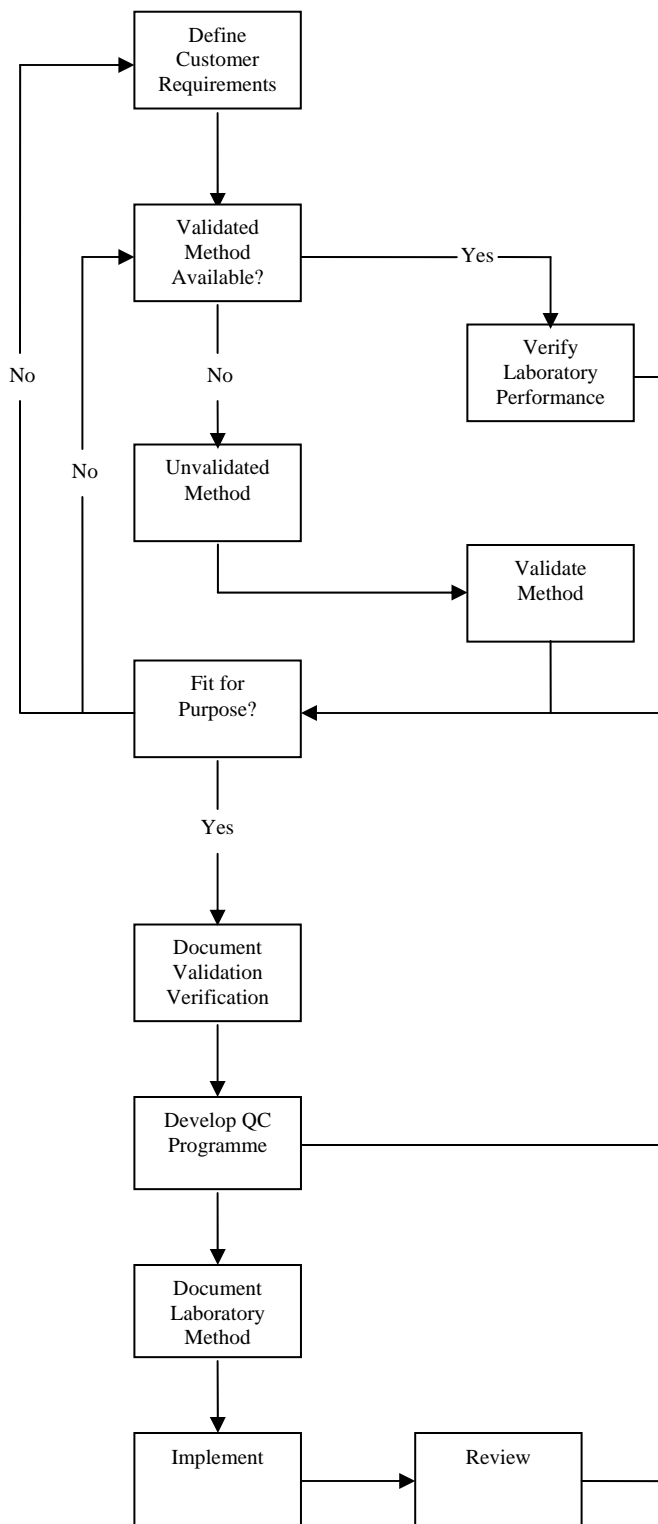 Define
Customer
Requirements
Validated
Method
Available?
Yes
Verify
Laboratory
Performance
No
No
No
Unvalidated
Method
Validate
Method
Fit for
Purpose?
Yes
Document
Validation
Verification
Develop QC
Programme
Document
Laboratory
Method
Implement
Review